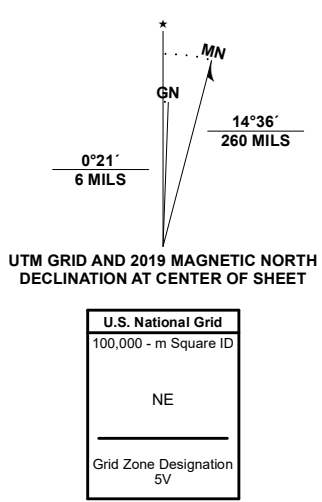 ★
MN
GN
14°36´
260 MILS
0°21´
6 MILS
UTM GRID AND 2019 MAGNETIC NORTH
DECLINATION AT CENTER OF SHEET
U.S. National Grid
100,000 - m Square ID
NE
Grid Zone Designation
5V